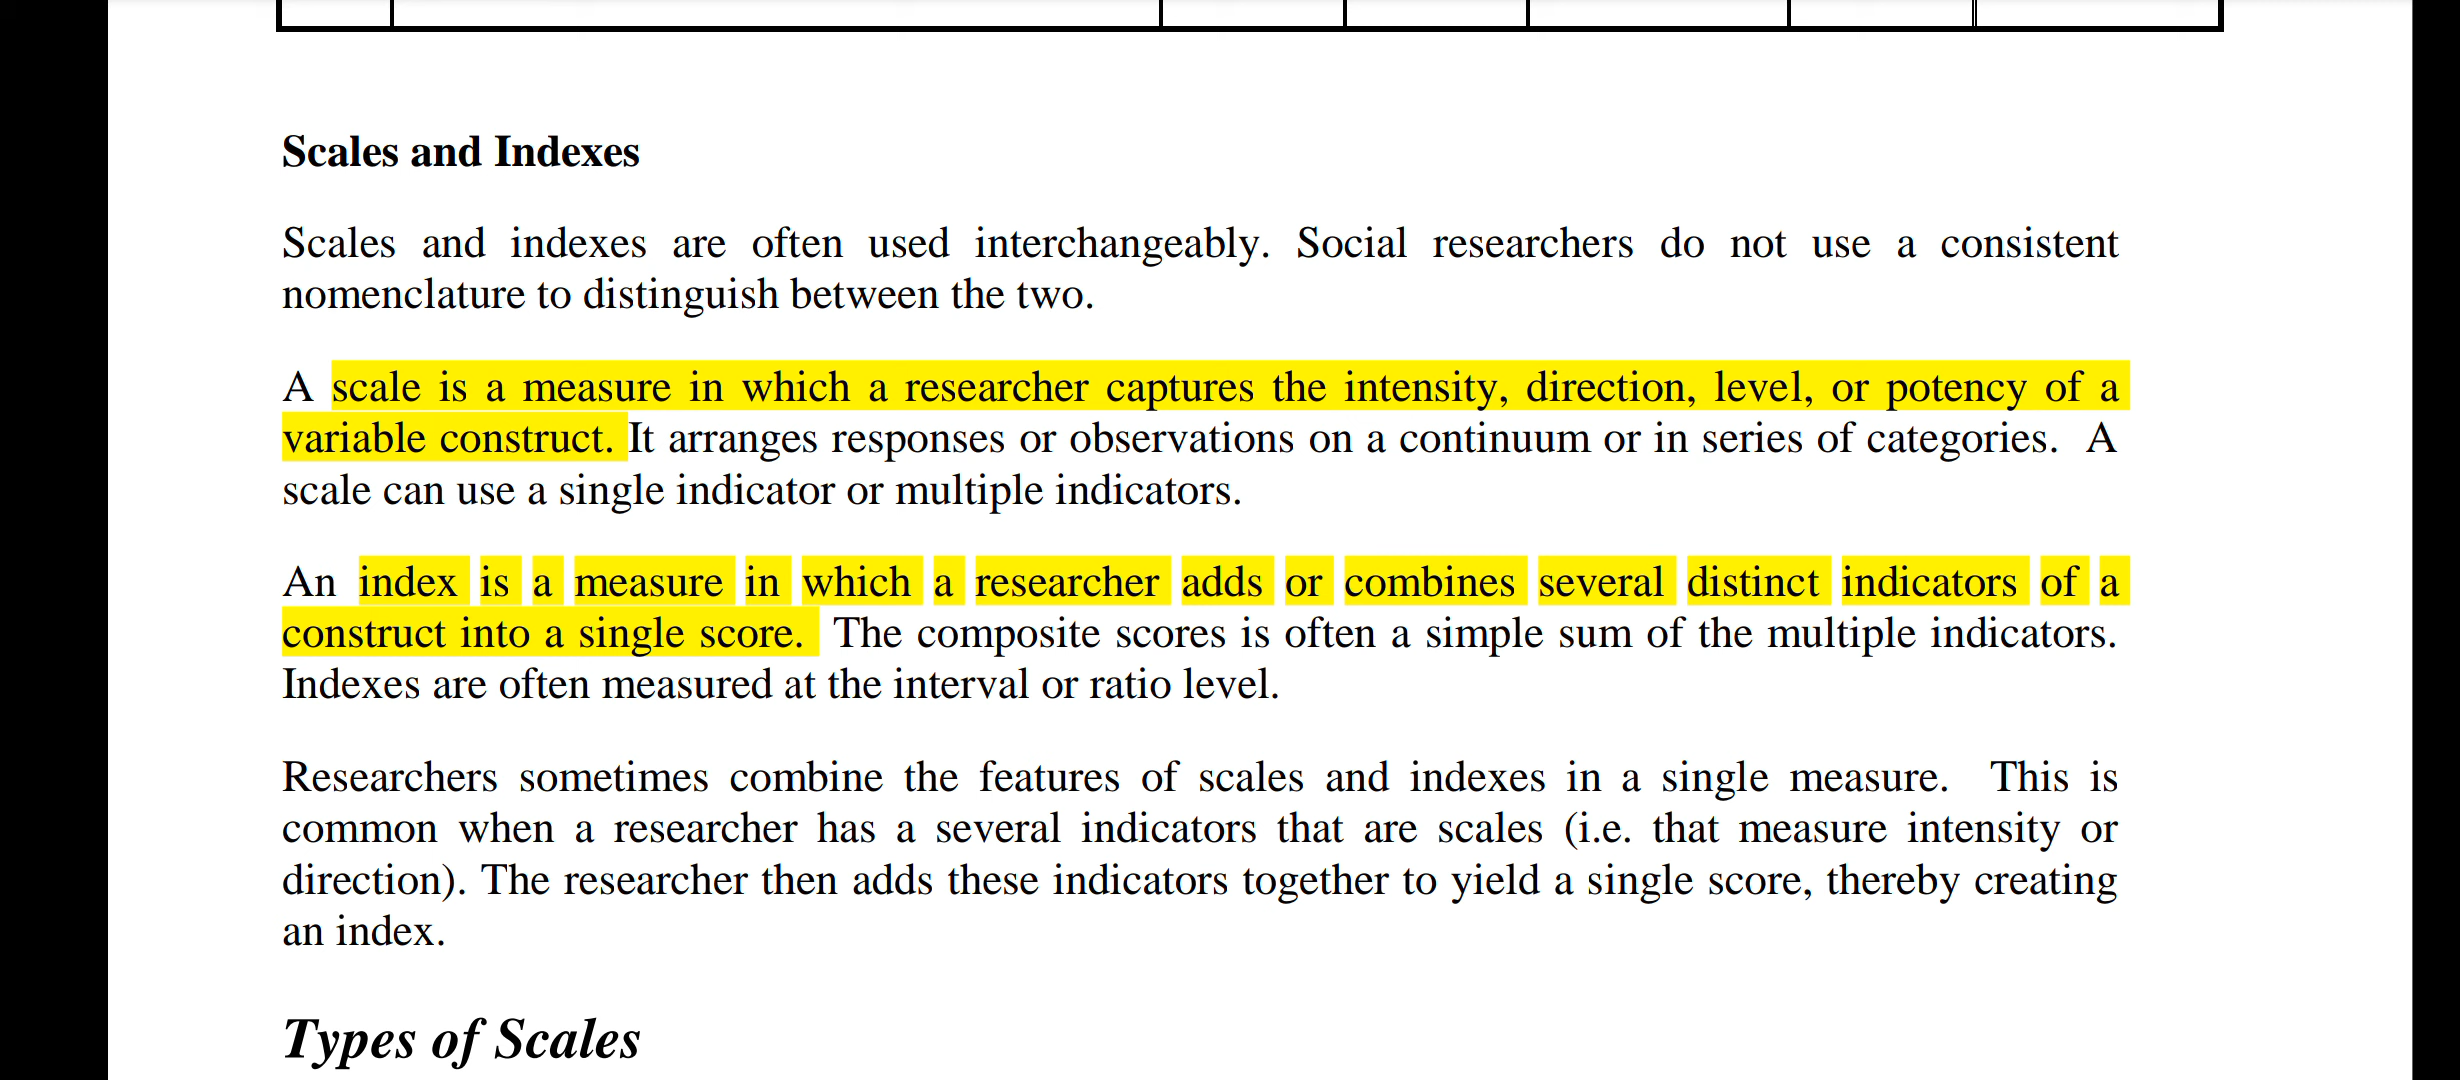 Scales and Indexes
Scales and indexes are often used interchangeably. Social researchers do not use a consistent
nomenclature to distinguish between the two.
A scale is a measure in which a researcher captures the intensity, direction, level, or potency of a
variable construct. It arranges responses or observations on a continuum or in series of categories. A
scale can use a single indicator or multiple indicators.
An index is a measure in which a researcher adds or combines several distinct indicators of a
construct into a single score. The composite scores is often a simple sum of the multiple indicators.
Indexes are often measured at the interval or ratio level.
Researchers sometimes combine the features of scales and indexes in a single measure. This is
common when a researcher has a several indicators that are scales (i.e. that measure intensity or
direction). The researcher then adds these indicators together to yield a single score, thereby creating
an index.
Types of Scales